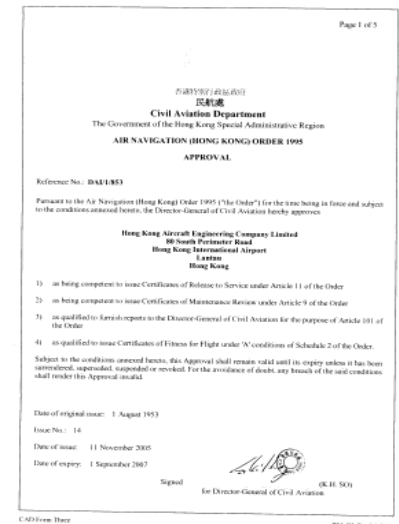 Page 1 of 5
香港特別行政區政府
民航處
Civil Aviation Department
The Government of the Hong Kong Special Administrative Region
AIR NAVIGATION (HONG KONG) ORDER 1995
APPROVAL
Reference No.: DAI/1/853
Pursuant to the Air Navigation (Hong Kong) Order 1995 ("the Order") for the time being in force and subject
to the conditions annexed hereto, the Director-General of Civil Aviation hereby approves
Hong Kong Aircraft Engineering Company Limited
80 South Perimeter Road
Hong Kong International Airport
Lantau
Hong Kong
1) as being competent to issue Certificates of Release to Service under Article 11 of the Order
2) as being competent to issue Certificates of Maintenance Review under Article 9 of the Order
3) as qualified to furnish reports to the Director-General of Civil Aviation for the purpose of Article 101 of
the Order
4) as qualified to issue Certificates of Fitness for Flight under 'A' conditions of Schedule 2 of the Order.
Subject to the conditions annexed hereto, this Approval shall remain valid until its expiry unless it has been
surrendered, superseded, suspended or revoked. For the avoidance of doubt, any breach of the said conditions
shall render this Approval invalid.
Date of original issue: 1 August 1953
Issue No.: 14
Date of issue: 11 November 2005
Date of expiry: 1 September 2007
Signed
(K.H. SO)
for Director-General of Civil Aviation
CAD Form Three